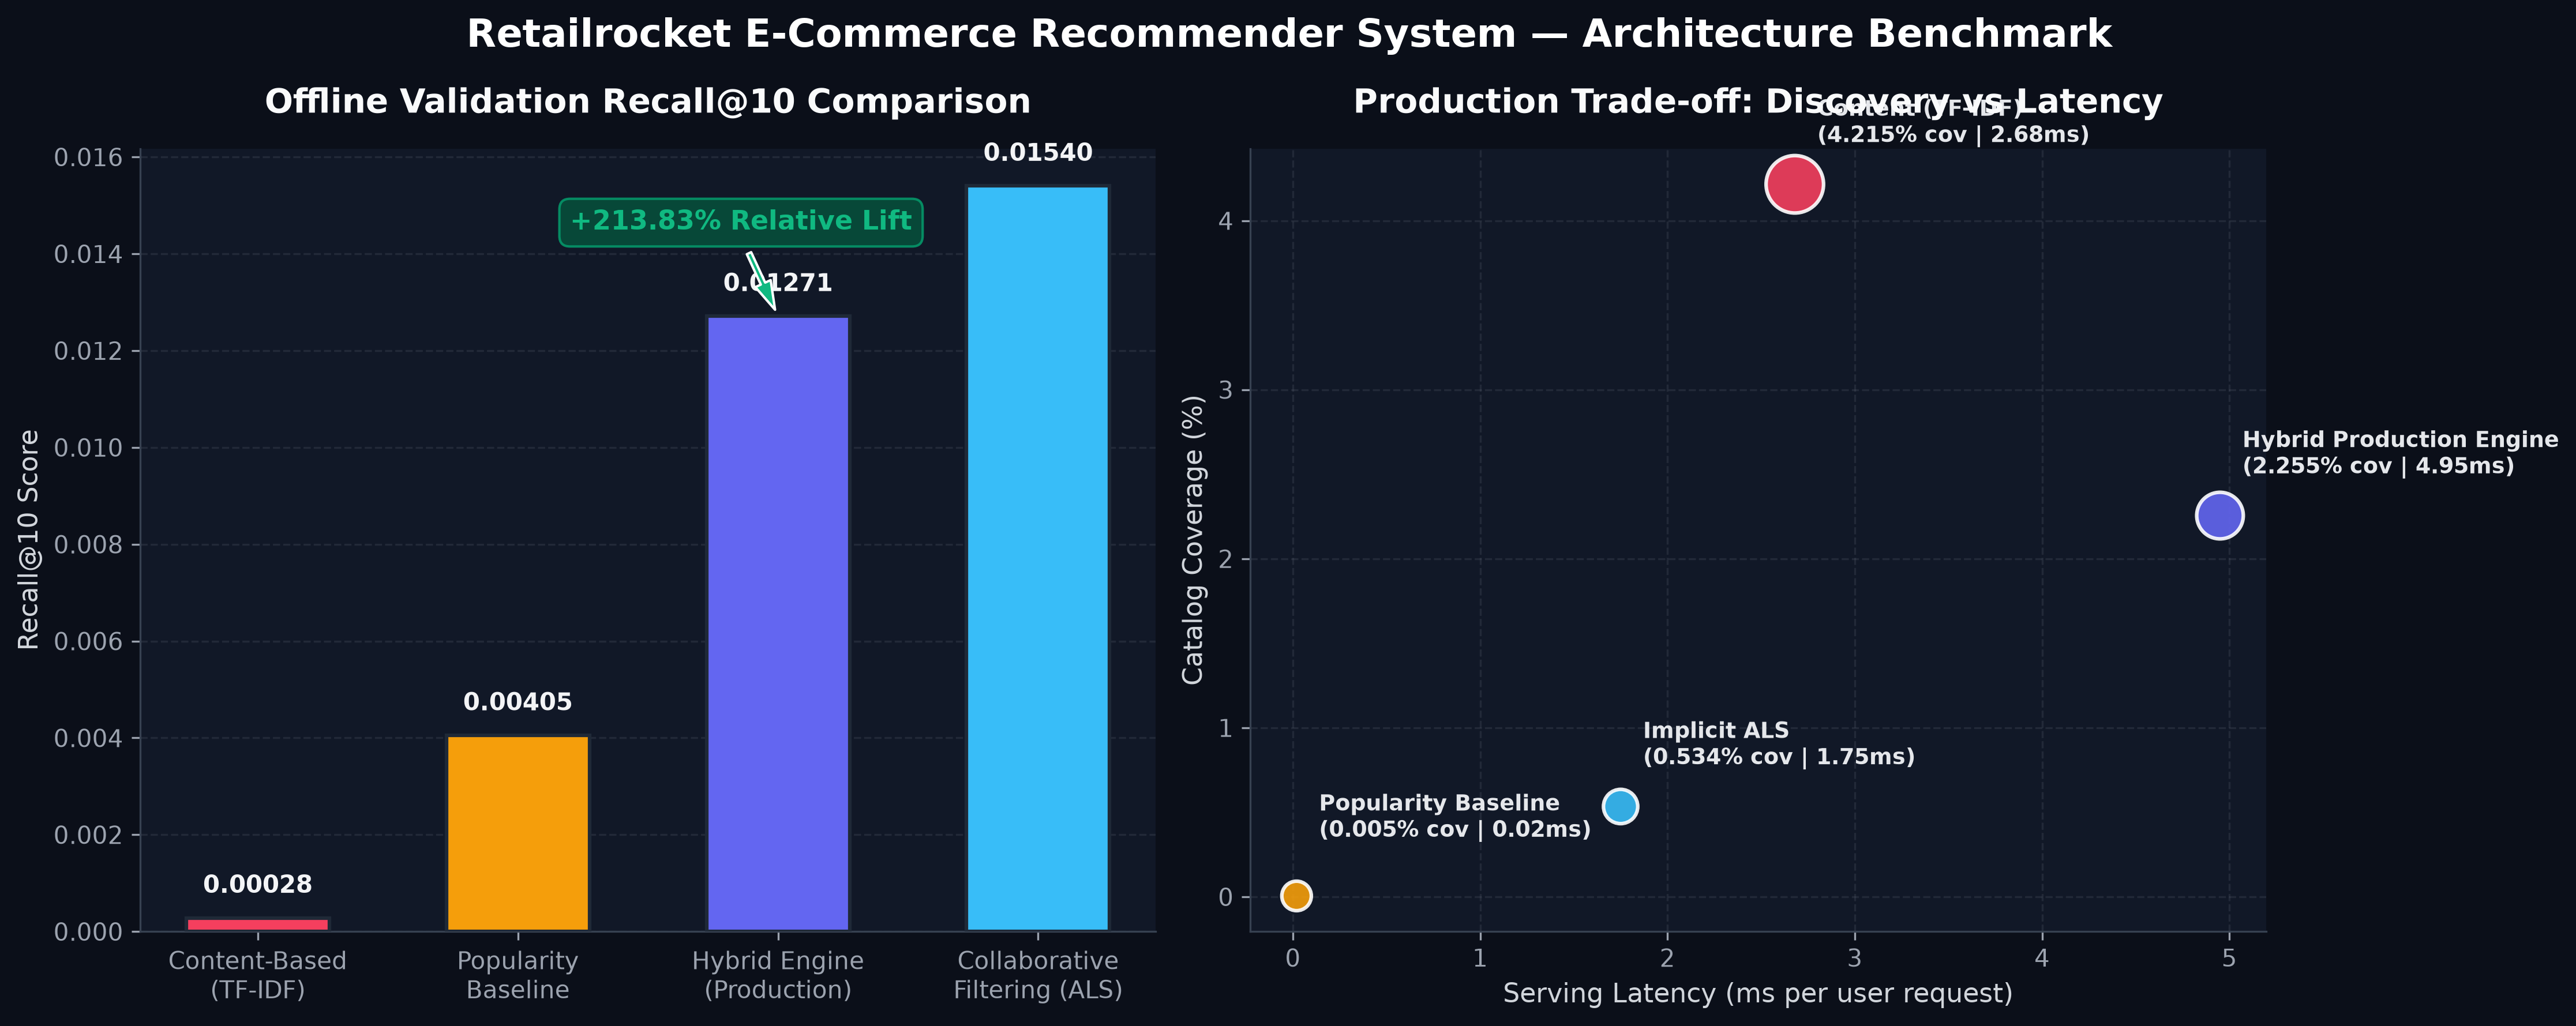 Retailrocket E-Commerce Recommender System — Architecture Benchmark
Offline Validation Recall@10 Comparison
Recall@10 Score
0.016
0.014
0.012
0.010
0.008
0.006
0.004
0.002
0.000
0.00028
0.00405
+213.83% Relative Lift
0.01271
0.01540
Content-Based
(TF-IDF)
Popularity
Baseline
Hybrid Engine
(Production)
Collaborative
Filtering (ALS)
Production Trade-off: Discovery vs Latency
Content (TF-IDF)
(4.215% cov | 2.68ms)
Catalog Coverage (%)
4
3
2
1
0
Hybrid Production Engine
(2.255% cov | 4.95ms)
Implicit ALS
(0.534% cov | 1.75ms)
Popularity Baseline
(0.005% cov | 0.02ms)
0
1
2
3
4
5
Serving Latency (ms per user request)